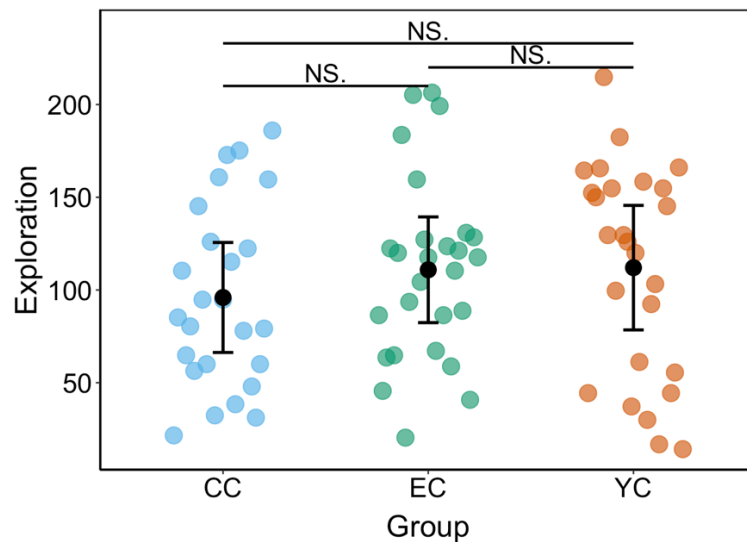 NS.
NS.
NS.
200
150
100
50
Exploration
CC EC YC
Group